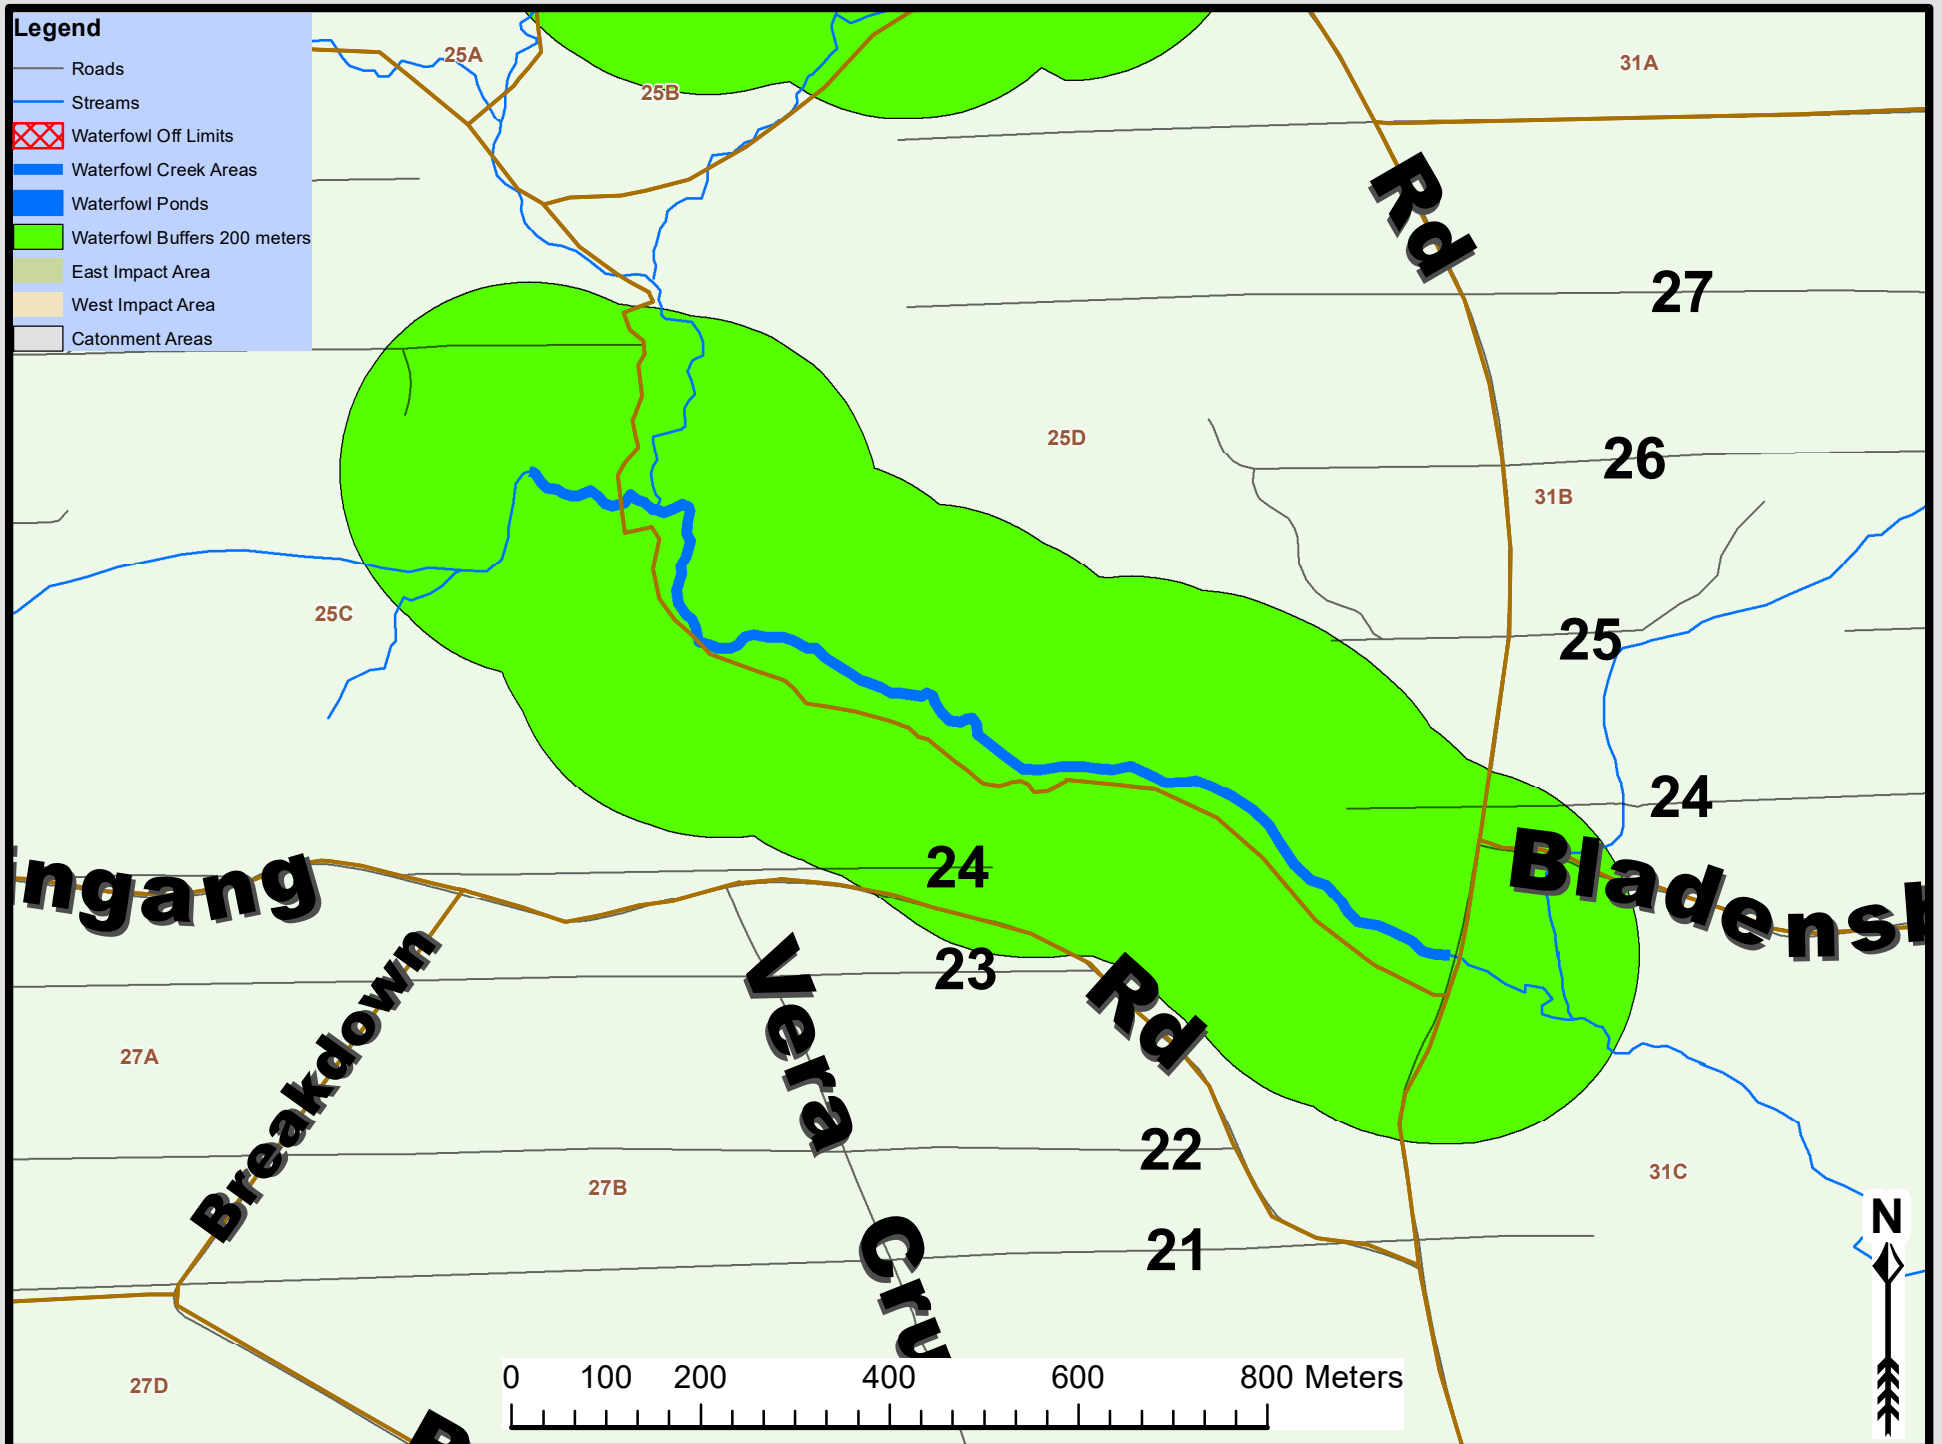 Legend
Roads
Streams
Waterfowl Off Limits
Waterfowl Creek Areas
Waterfowl Ponds
Waterfowl Buffers 200 meters
East Impact Area
West Impact Area
Catonment Areas
25A
25B
31A
Rd
27
25D
26
31B
25C
25
24
24
Bladensb
ngang
23
Rd
Breakdown
Vera
Cru
27A
22
27B
31C
N
21
27D
0 100 200 400 600 800 Meters